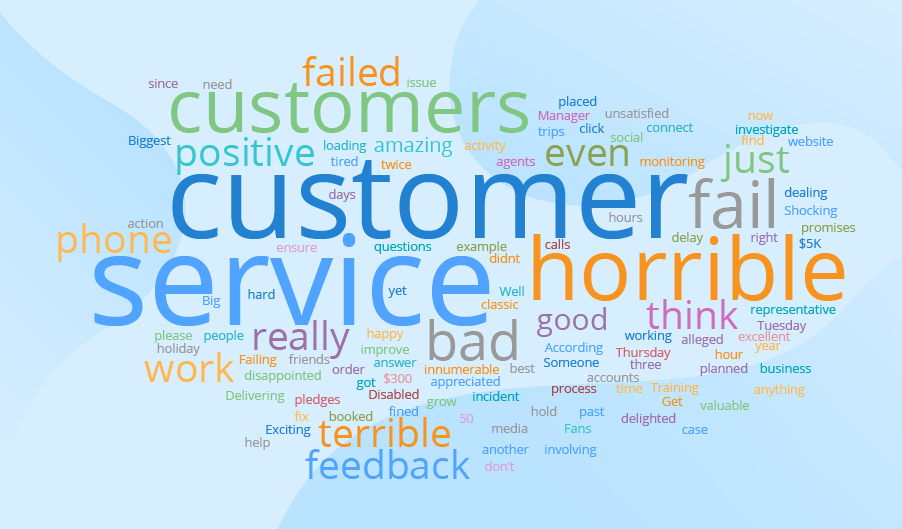 failed
since
need
issue
customers
placed
Manager
unsatisfied
now
trips
click
social
connect
investigate
Biggest
positive
loading
amazing
activity
find
website
tired
twice
agents
even
monitoring
just
customer
days
fail
dealing
Shocking
hours
action
promises
phone
ensure
questions
example
calls
delay
right
$5K
didnt
service
horrible
Big
hard
yet
Well
classic
think
representative
good
Tuesday
please
people
really
happy
bad
working
alleged
excellent
holiday
improve
According
year
Failing
friends
answer
Someone
Thursday
hour
work
order
innumerable
best
three
planned
business
disappointed
got
$300
appreciated
accounts
Delivering
pledges
Disabled
grow
incident
process
time
Training
anything
Get
valuable
fix
booked
fined
50
hold
past
delighted
Exciting
terrible
media
Fans
case
help
feedback
another
involving
don’t